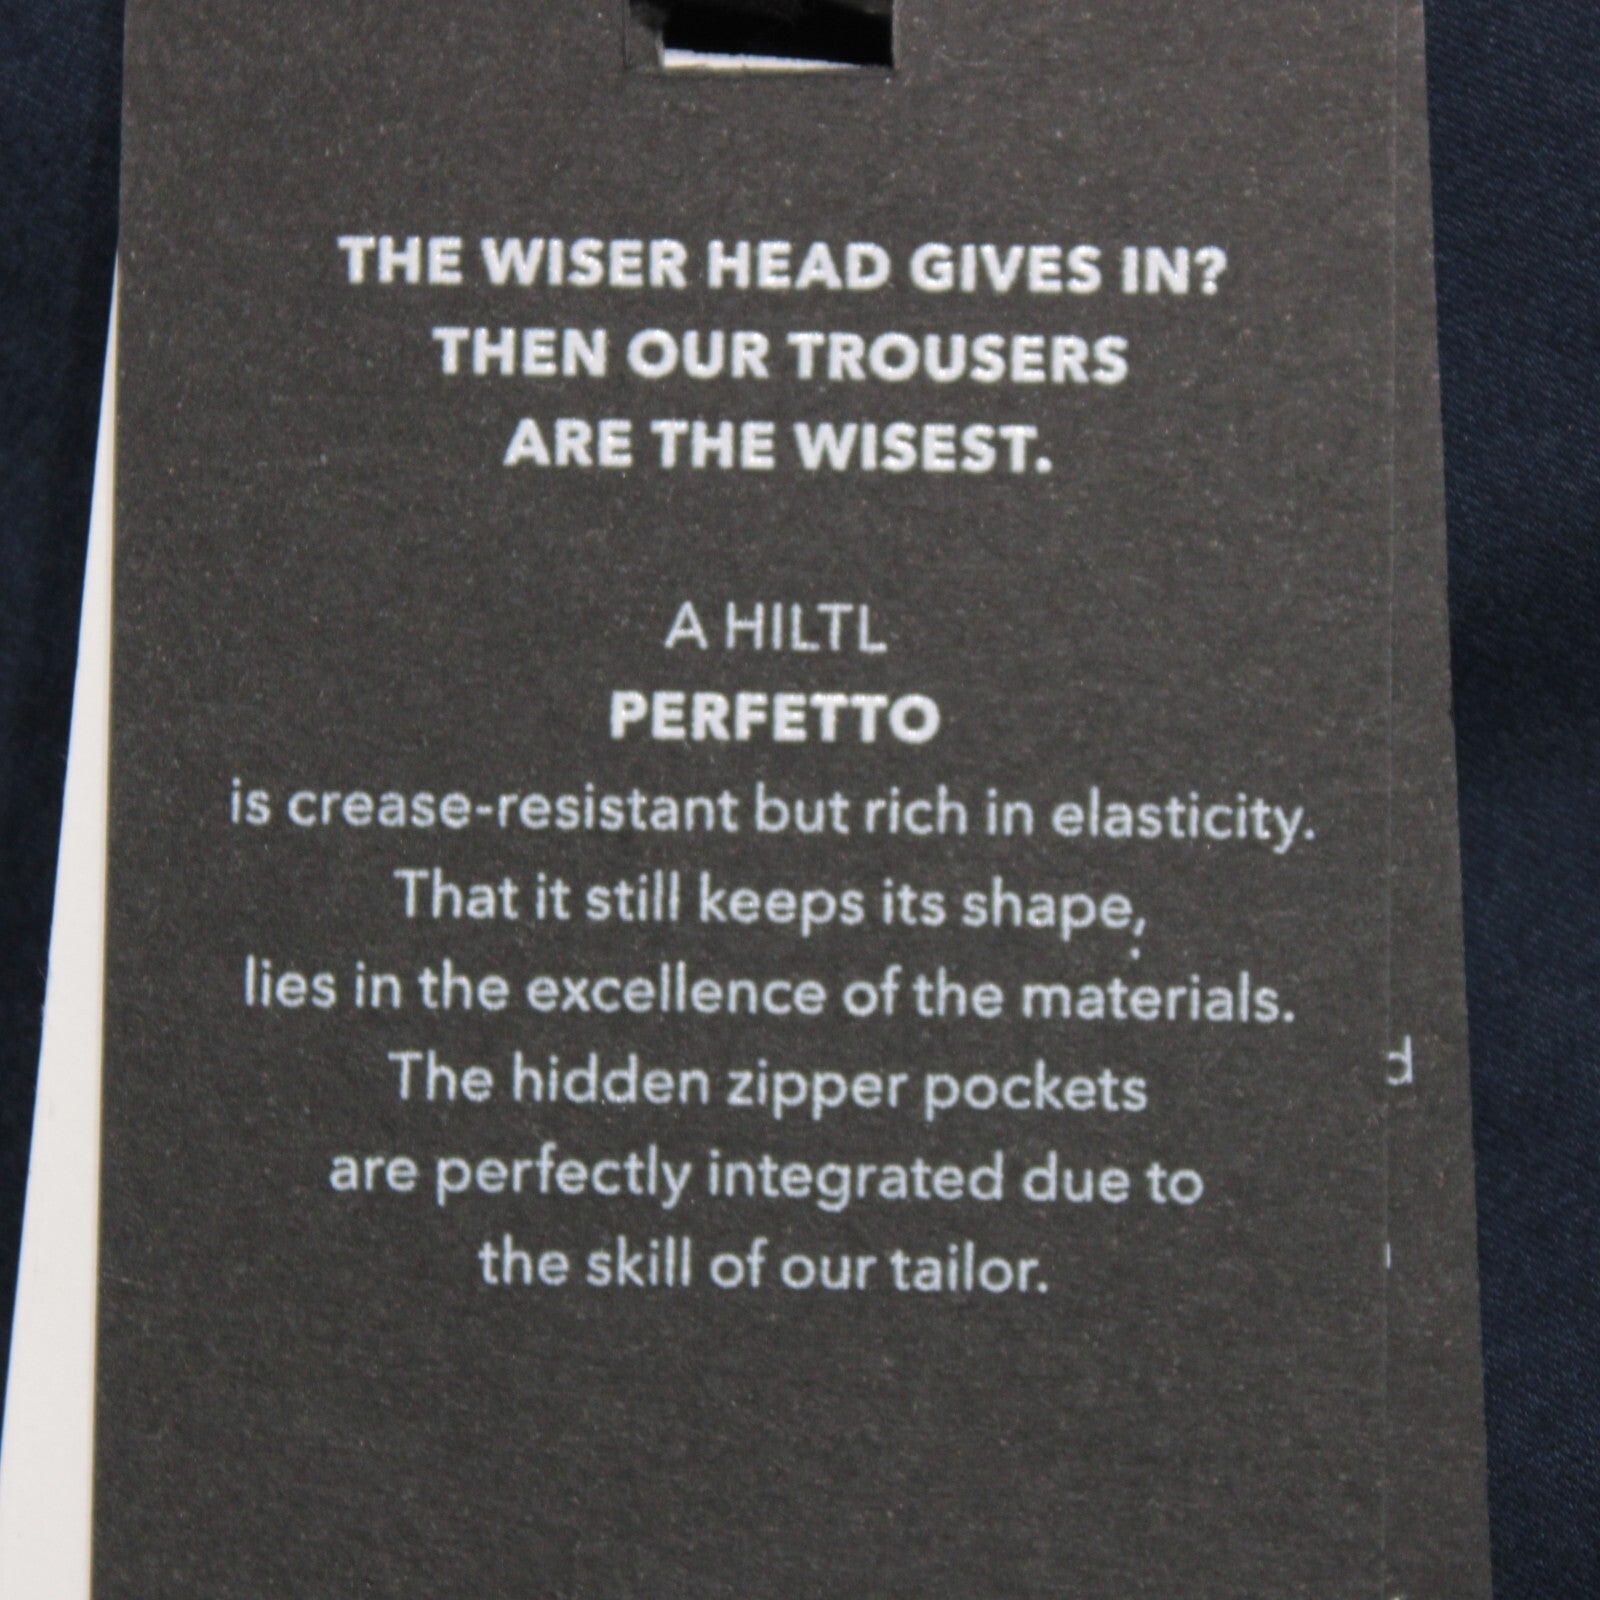 THE WISER HEAD GIVES IN?
THEN OUR TROUSERS
ARE THE WISEST.
A HILTL
PERFETTO
is crease-resistant but rich in elasticity.
That it still keeps its shape,
lies in the excellence of the materials.
The hidden zipper pockets
are perfectly integrated due to
the skill of our tailor.
d